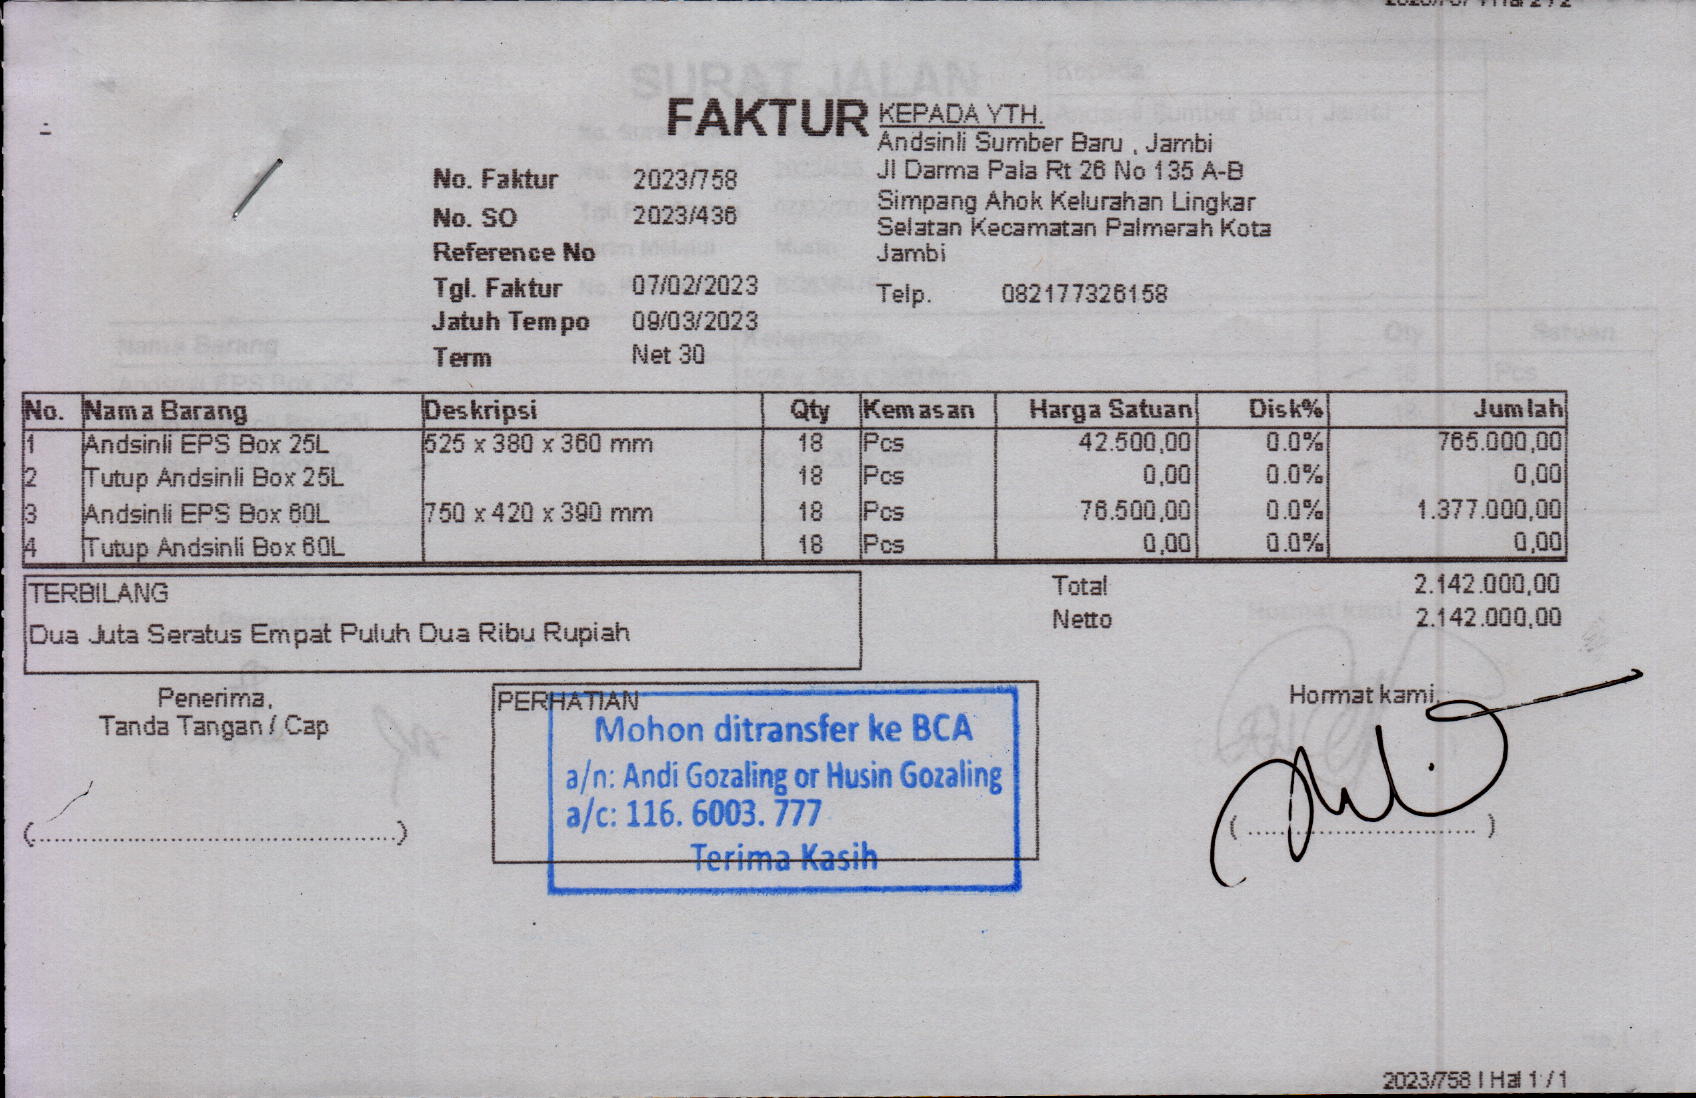 FAKTUR
KEPADA YTH.
Andsinli Sumber Baru , Jambi
Jl Darma Pala Rt 26 No 135 A-B
Simpang Ahok Kelurahan Lingkar
Selatan Kecamatan Palmerah Kota
Jambi
Telp. 082177326158
No. Faktur 2023/758
No. SO 2023/436
Reference No
Tgl. Faktur 07/02/2023
Jatuh Tempo 09/03/2023
Term Net 30
No. Nama Barang Deskripsi Qty Kemasan Harga Satuan Disk% Jumlah
1 Andsinli EPS Box 25L 525 x 380 x 360 mm 18 Pcs 42.500,00 0.0% 765.000,00
2 Tutup Andsinli Box 25L 18 Pcs 0,00 0.0% 0,00
3 Andsinli EPS Box 60L 750 x 420 x 390 mm 18 Pcs 76.500,00 0.0% 1.377.000,00
4 Tutup Andsinli Box 60L 18 Pcs 0,00 0.0% 0,00
TERBILANG
Dua Juta Seratus Empat Puluh Dua Ribu Rupiah
Total 2.142.000,00
Netto 2.142.000,00
Penerima,
Tanda Tangan / Cap
(................................................)
PERHATIAN
Mohon ditransfer ke BCA
a/n: Andi Gozaling or Husin Gozaling
a/c: 116. 6003. 777
Terima Kasih
Hormat kami,
( .............................. )
2023/758 | Hal 1 / 1